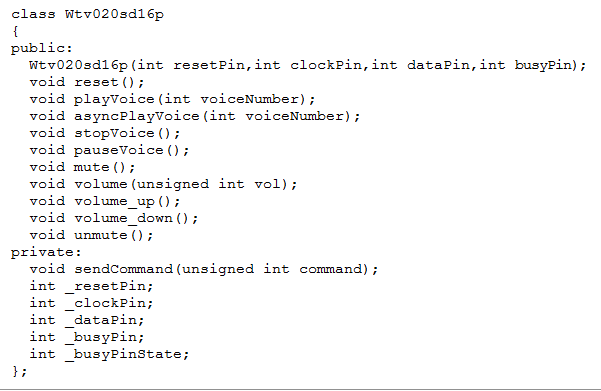 class Wtv020sd16p
{
public:
  Wtv020sd16p(int resetPin,int clockPin,int dataPin,int busyPin);
  void reset();
  void playVoice(int voiceNumber);
  void asyncPlayVoice(int voiceNumber);
  void stopVoice();
  void pauseVoice();
  void mute();
  void volume(unsigned int vol);
  void volume_up();
  void volume_down();
  void unmute();
private:
  void sendCommand(unsigned int command);
  int _resetPin;
  int _clockPin;
  int _dataPin;
  int _busyPin;
  int _busyPinState;
};